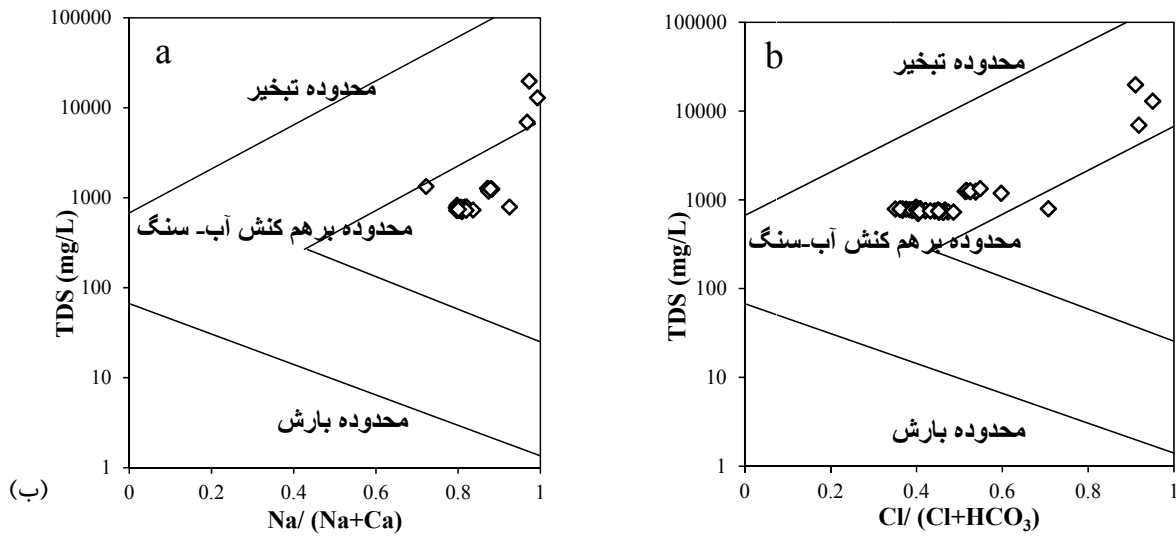 a
100000
10000
1000
100
10
1
TDS (mg/L)
محدوده تبخیر
محدوده برهم کنش آب- سنگ
محدوده بارش
0
0.2
0.4
0.6
0.8
1
Na/ (Na+Ca)
(ب)
b
100000
10000
1000
100
10
1
TDS (mg/L)
محدوده تبخیر
محدوده برهم کنش آب-سنگ
محدوده بارش
0
0.2
0.4
0.6
0.8
1
Cl/ (Cl+HCO₃)